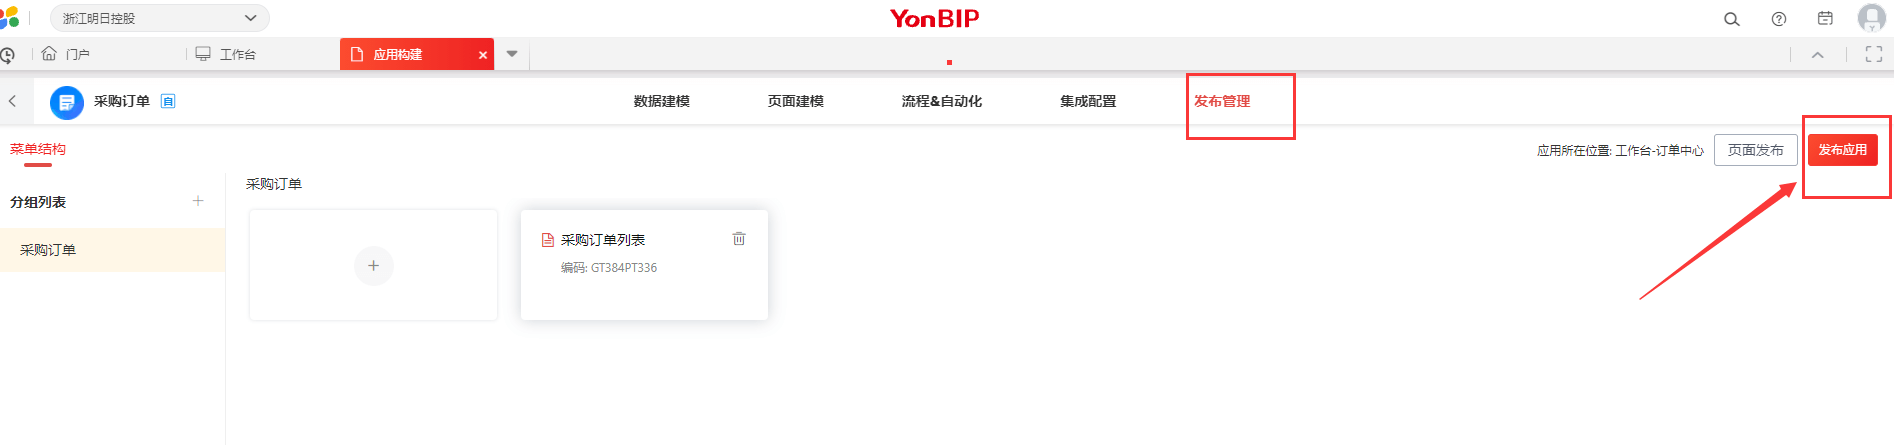 浙江明日控股
YonBIP
门户
工作台
应用构建
采购订单 自
数据建模
页面建模
流程&自动化
集成配置
发布管理
菜单结构
应用所在位置: 工作台-订单中心
页面发布
发布应用
分组列表
采购订单
采购订单
采购订单列表
编码: GT384PT336